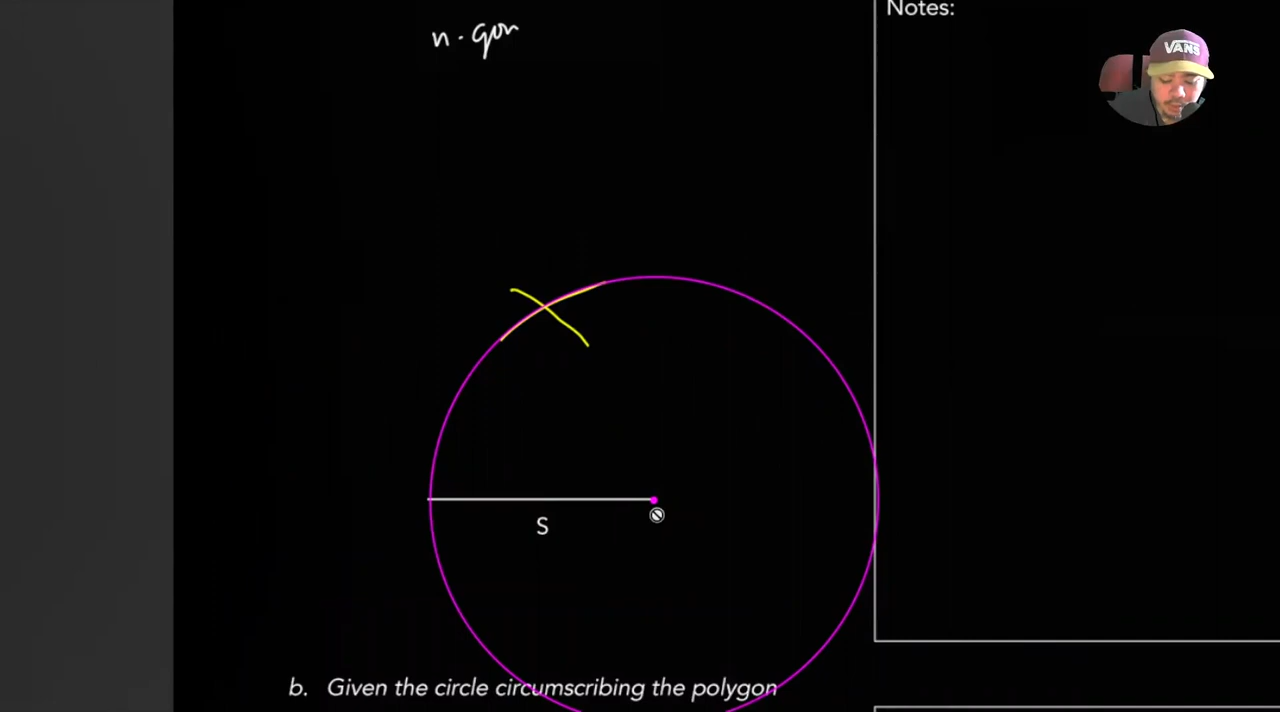 n-gon
Notes:
VANS
S
b. Given the circle circumscribing the polygon